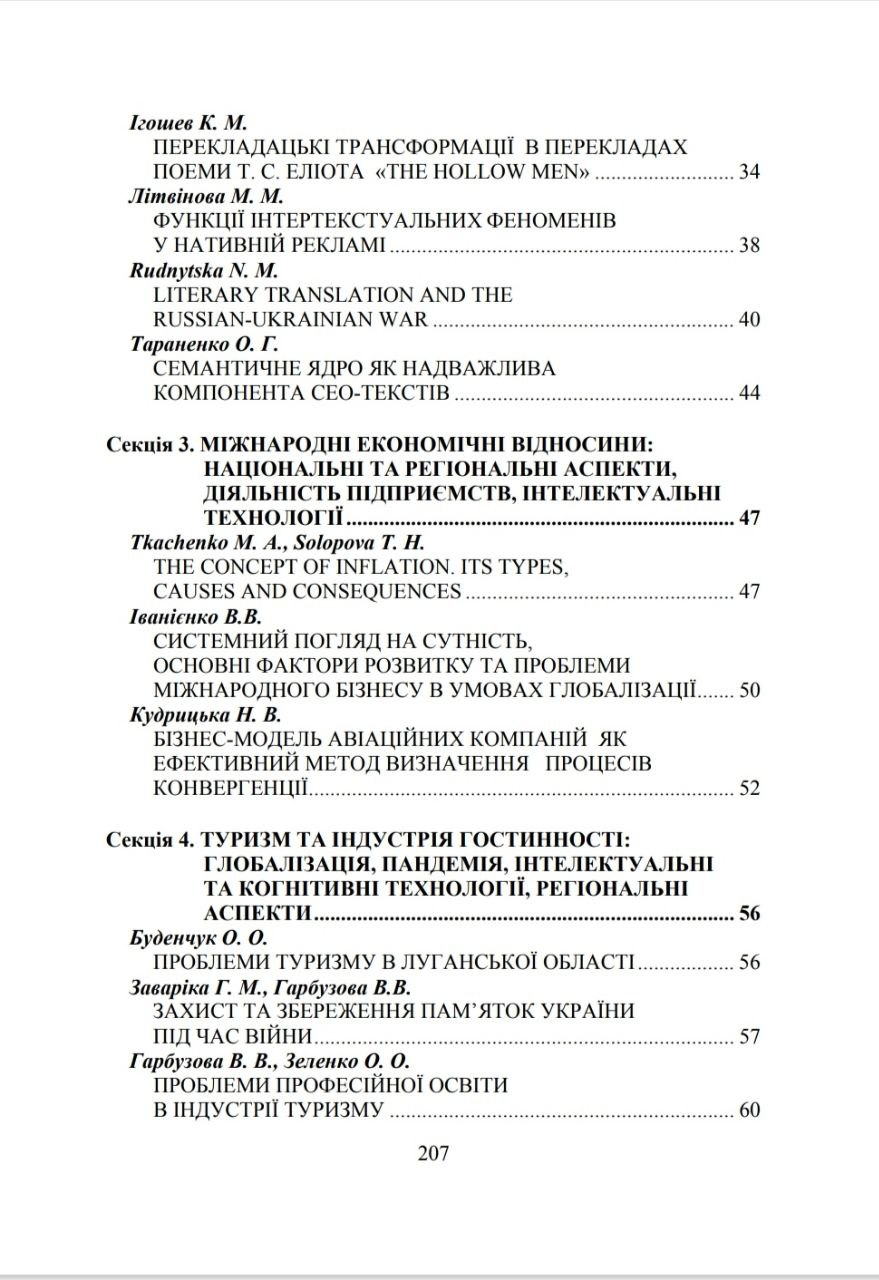 Ігошев К. М.
ПЕРЕКЛАДАЦЬКІ ТРАНСФОРМАЦІЇ В ПЕРЕКЛАДАХ
ПОЕМИ Т. С. ЕЛІОТА «THE HOLLOW MEN» .......................... 34
Літвінова М. М.
ФУНКЦІЇ ІНТЕРТЕКСТУАЛЬНИХ ФЕНОМЕНІВ
У НАТИВНІЙ РЕКЛАМІ ................................................................ 38
Rudnytska N. M.
LITERARY TRANSLATION AND THE
RUSSIAN-UKRAINIAN WAR ........................................................ 40
Тараненко О. Г.
СЕМАНТИЧНЕ ЯДРО ЯК НАДВАЖЛИВА
КОМПОНЕНТА СЕО-ТЕКСТІВ .................................................... 44
Секція 3. МІЖНАРОДНІ ЕКОНОМІЧНІ ВІДНОСИНИ:
НАЦІОНАЛЬНІ ТА РЕГІОНАЛЬНІ АСПЕКТИ,
ДІЯЛЬНІСТЬ ПІДПРИЄМСТВ, ІНТЕЛЕКТУАЛЬНІ
ТЕХНОЛОГІЇ ...................................................................... 47
Tkachenko M. A., Solopova T. H.
THE CONCEPT OF INFLATION. ITS TYPES,
CAUSES AND CONSEQUENCES .................................................. 47
Іванієнко В.В.
СИСТЕМНИЙ ПОГЛЯД НА СУТНІСТЬ,
ОСНОВНІ ФАКТОРИ РОЗВИТКУ ТА ПРОБЛЕМИ
МІЖНАРОДНОГО БІЗНЕСУ В УМОВАХ ГЛОБАЛІЗАЦІЇ....... 50
Кудрицька Н. В.
БІЗНЕС-МОДЕЛЬ АВІАЦІЙНИХ КОМПАНІЙ ЯК
ЕФЕКТИВНИЙ МЕТОД ВИЗНАЧЕННЯ ПРОЦЕСІВ
КОНВЕРГЕНЦІЇ.............................................................................. 52
Секція 4. ТУРИЗМ ТА ІНДУСТРІЯ ГОСТИННОСТІ:
ГЛОБАЛІЗАЦІЯ, ПАНДЕМІЯ, ІНТЕЛЕКТУАЛЬНІ
ТА КОГНІТИВНІ ТЕХНОЛОГІЇ, РЕГІОНАЛЬНІ
АСПЕКТИ ............................................................................ 56
Буденчук О. О.
ПРОБЛЕМИ ТУРИЗМУ В ЛУГАНСЬКОЇ ОБЛАСТІ .................. 56
Заваріка Г. М., Гарбузова В.В.
ЗАХИСТ ТА ЗБЕРЕЖЕННЯ ПАМ’ЯТОК УКРАЇНИ
ПІД ЧАС ВІЙНИ............................................................................. 57
Гарбузова В. В., Зеленко О. О.
ПРОБЛЕМИ ПРОФЕСІЙНОЇ ОСВІТИ
В ІНДУСТРІЇ ТУРИЗМУ ................................................................ 60
207